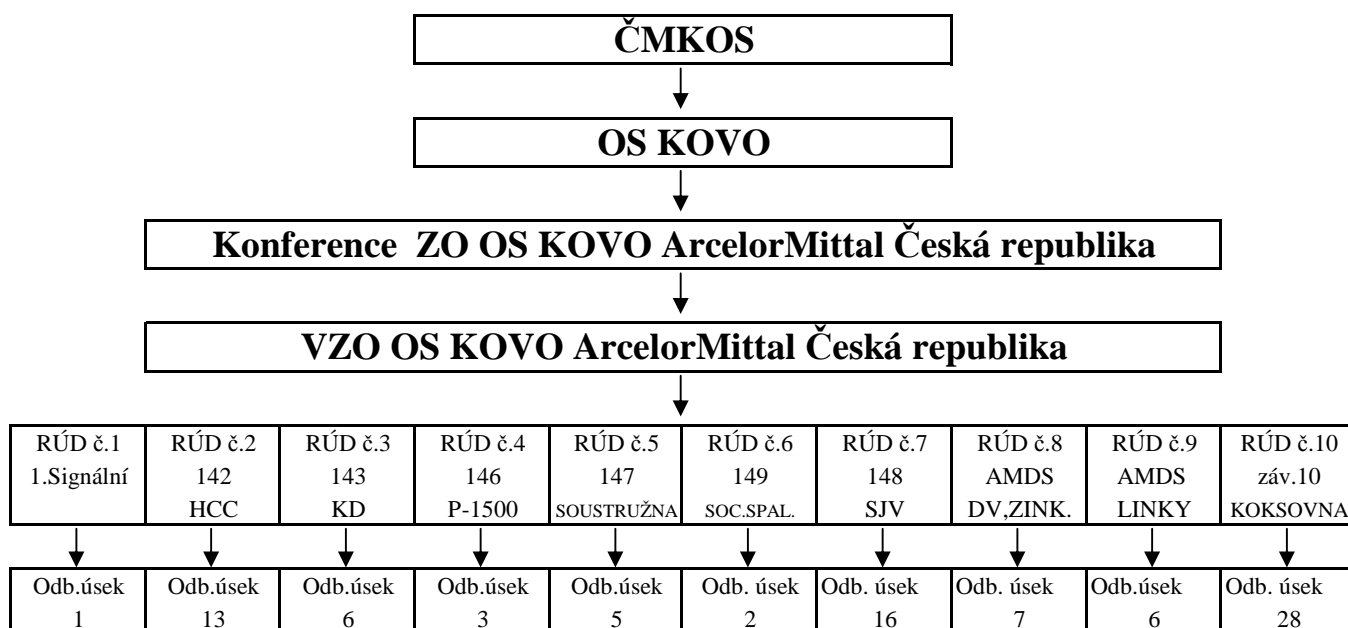 ČMKOS
OS KOVO
Konference ZO OS KOVO ArcelorMittal Česká republika
VZO OS KOVO ArcelorMittal Česká republika
RÚD č.1 RÚD č.2 RÚD č.3 RÚD č.4 RÚD č.5 RÚD č.6 RÚD č.7 RÚD č.8 RÚD č.9 RÚD č.10
1.Signální 142 143 146 147 149 148 AMDS AMDS záv.10
HCC KD P-1500 SOUSTRUŽNA SOC.SPAL. SJV DV,ZINK. LINKY KOKSOVNA
Odb.úsek Odb.úsek Odb.úsek Odb.úsek Odb.úsek Odb. úsek Odb. úsek Odb. úsek Odb.úsek Odb. úsek
1 13 6 3 5 2 16 7 6 28